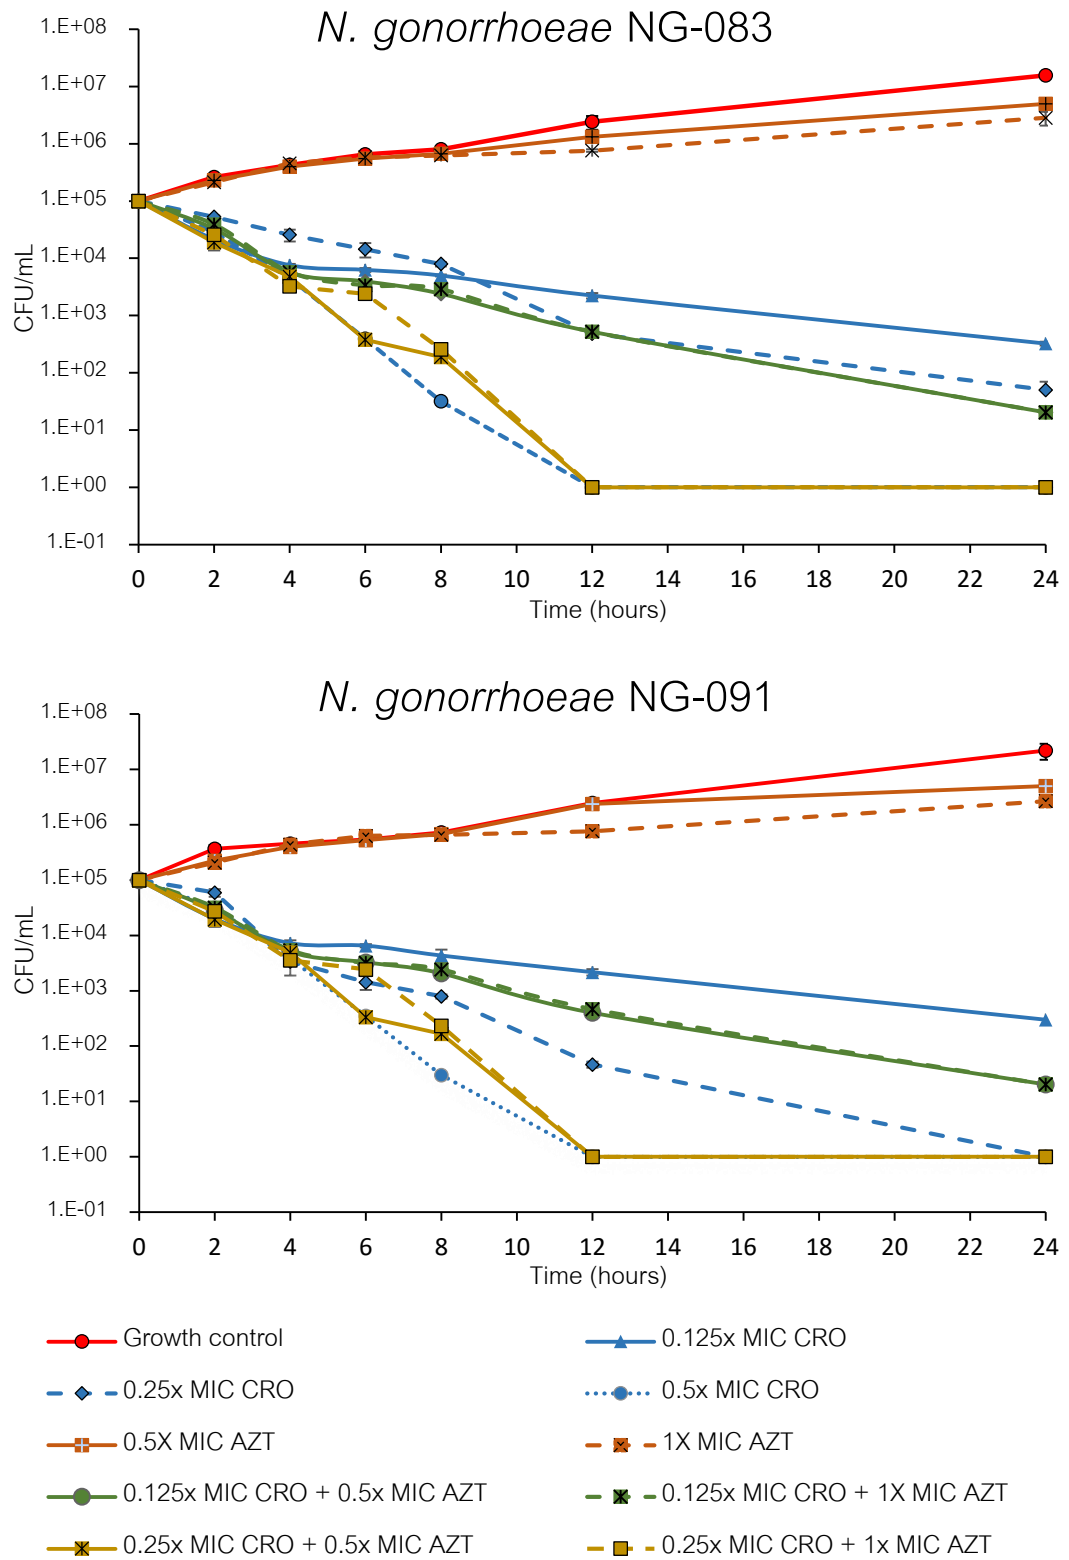 N. gonorrhoeae NG-083
1.E+08
1.E+07
1.E+06
1.E+05
1.E+04
1.E+03
1.E+02
1.E+01
1.E+00
1.E-01
CFU/mL
0 2 4 6 8 10 12 14 16 18 20 22 24
Time (hours)
N. gonorrhoeae NG-091
1.E+08
1.E+07
1.E+06
1.E+05
1.E+04
1.E+03
1.E+02
1.E+01
1.E+00
1.E-01
CFU/mL
0 2 4 6 8 10 12 14 16 18 20 22 24
Time (hours)
Growth control
0.125x MIC CRO
0.25x MIC CRO
0.5x MIC CRO
0.5X MIC AZT
1X MIC AZT
0.125x MIC CRO + 0.5x MIC AZT
0.125x MIC CRO + 1X MIC AZT
0.25x MIC CRO + 0.5x MIC AZT
0.25x MIC CRO + 1x MIC AZT